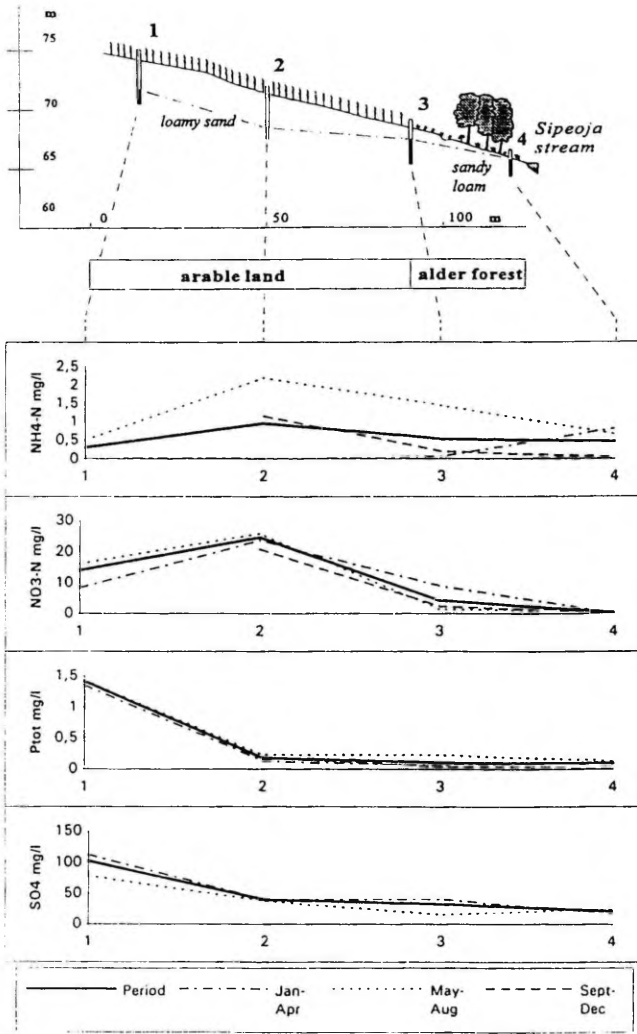 m
75
70
65
60
1
2
3
4
loamy sand
sandy
loam
Sipeoja
stream
0
50
100
m
arable land
alder forest
NH4-N mg/l
2,5
2
1,5
1
0,5
0
1
2
3
4
NO3-N mg/l
30
20
10
0
1
2
3
4
Ptot mg/l
1,5
1
0,5
0
1
2
3
4
SO4 mg/l
150
100
50
0
1
2
3
4
Period
Jan-
Apr
May-
Aug
Sept-
Dec